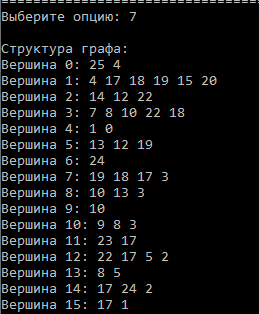 Выберите опцию: 7
Структура графа:
Вершина 0: 25 4
Вершина 1: 4 17 18 19 15 20
Вершина 2: 14 12 22
Вершина 3: 7 8 10 22 18
Вершина 4: 1 0
Вершина 5: 13 12 19
Вершина 6: 24
Вершина 7: 19 18 17 3
Вершина 8: 10 13 3
Вершина 9: 10
Вершина 10: 9 8 3
Вершина 11: 23 17
Вершина 12: 22 17 5 2
Вершина 13: 8 5
Вершина 14: 17 24 2
Вершина 15: 17 1